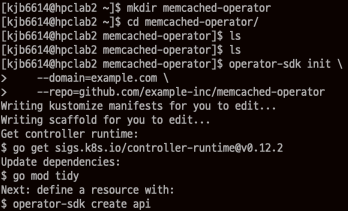 [kjb6614@hpclab2 ~]$ mkdir memcached-operator
[kjb6614@hpclab2 ~]$ cd memcached-operator/
[kjb6614@hpclab2 memcached-operator]$ ls
[kjb6614@hpclab2 memcached-operator]$ ls
[kjb6614@hpclab2 memcached-operator]$ operator-sdk init \
>     --domain=example.com \
>     --repo=github.com/example-inc/memcached-operator
Writing kustomize manifests for you to edit...
Writing scaffold for you to edit...
Get controller runtime:
$ go get sigs.k8s.io/controller-runtime@v0.12.2
Update dependencies:
$ go mod tidy
Next: define a resource with:
$ operator-sdk create api